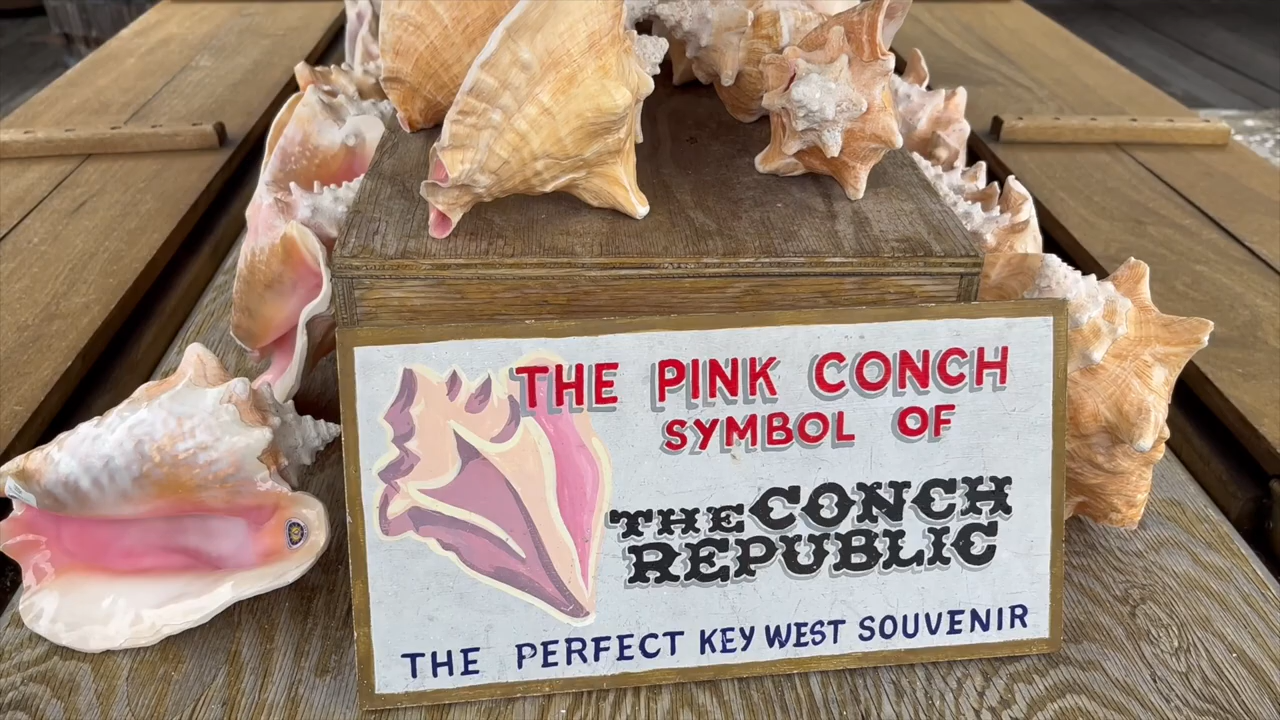 THE PINK CONCH
SYMBOL OF
THE CONCH
REPUBLIC
THE PERFECT KEY WEST SOUVENIR